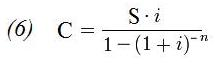 (6) C = S·i / 1−(1+i)⁻ⁿ